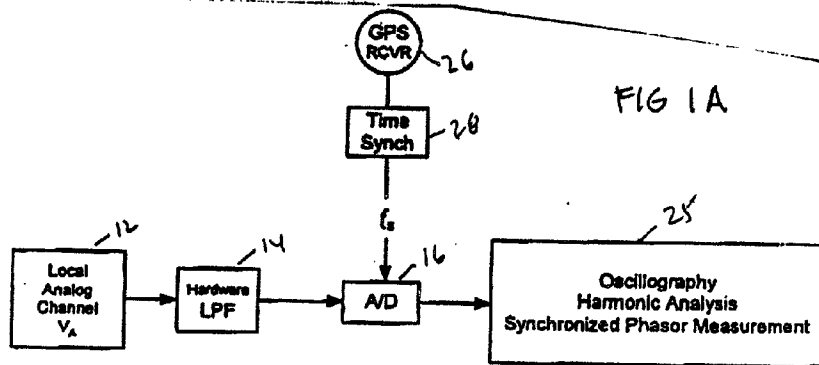 GPS
RCVR
26
FIG 1A
Time
Synch
28
fs
12
Local
Analog
Channel
VA
14
Hardware
LPF
16
A/D
25
Oscillography
Harmonic Analysis
Synchronized Phasor Measurement